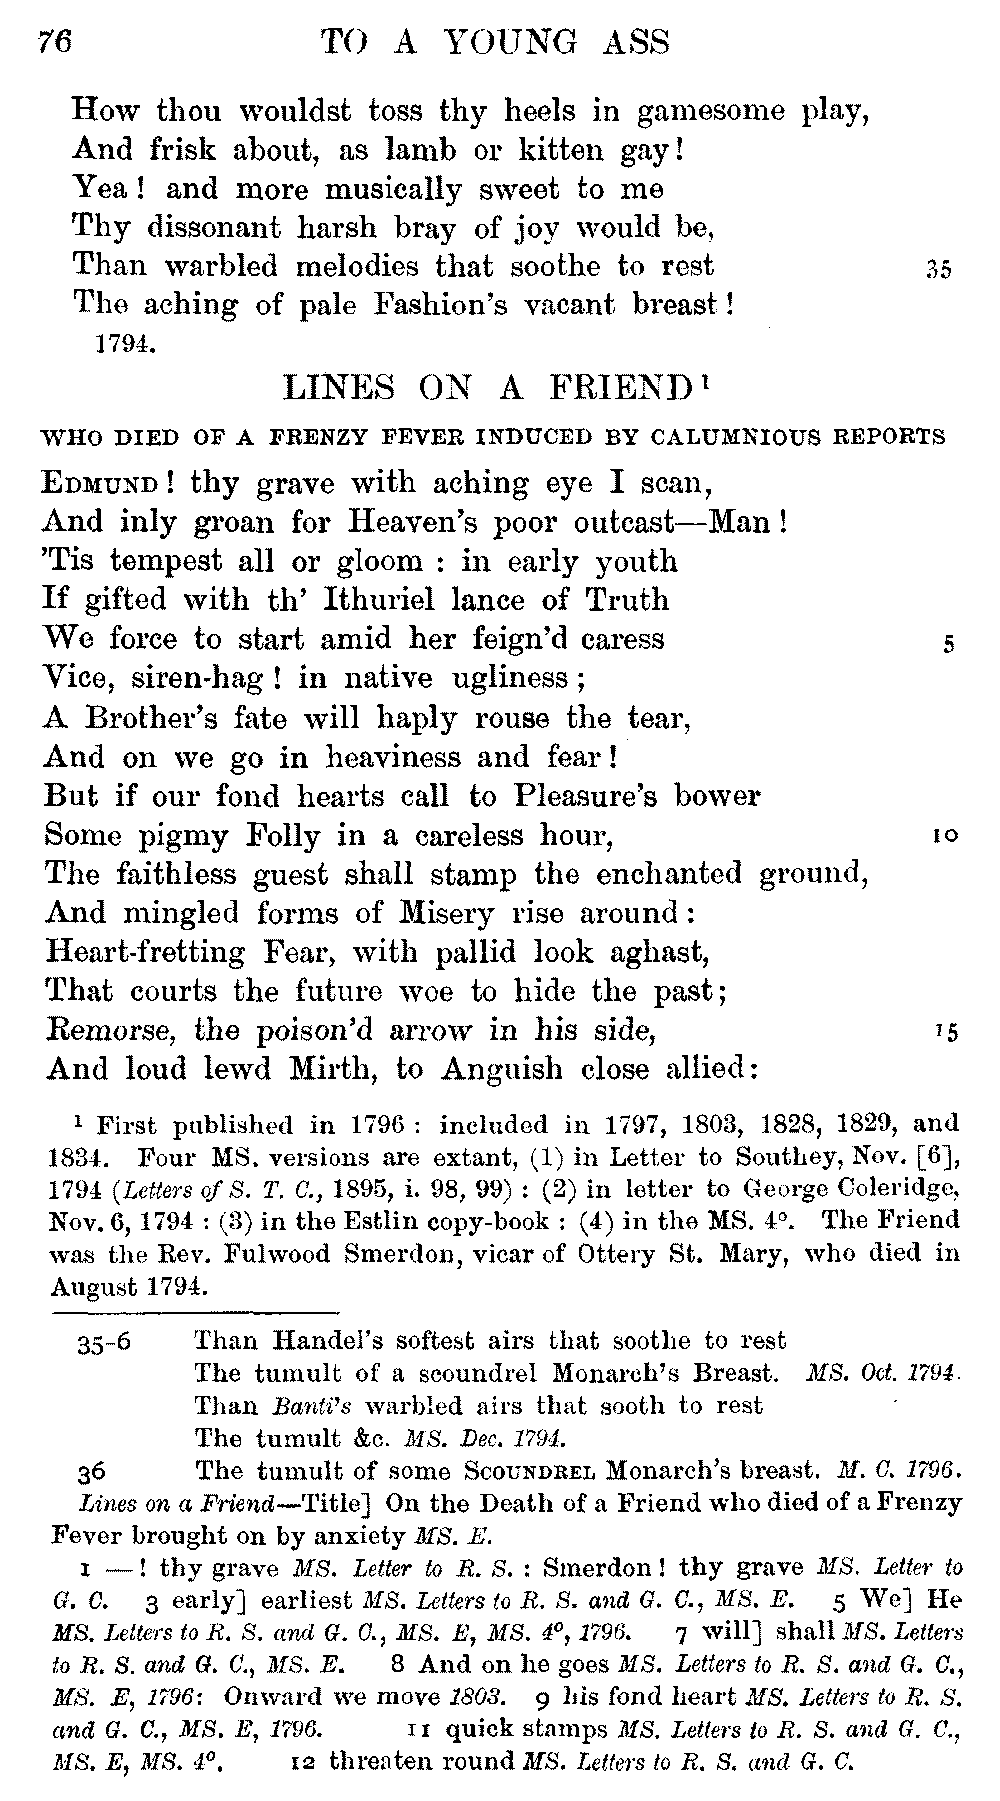 76 TO A YOUNG ASS
How thou wouldst toss thy heels in gamesome play,
And frisk about, as lamb or kitten gay!
Yea! and more musically sweet to me
Thy dissonant harsh bray of joy would be,
Than warbled melodies that soothe to rest 35
The aching of pale Fashion's vacant breast!
1794.
LINES ON A FRIEND¹
WHO DIED OF A FRENZY FEVER INDUCED BY CALUMNIOUS REPORTS
EDMUND! thy grave with aching eye I scan,
And inly groan for Heaven's poor outcast—Man!
'Tis tempest all or gloom: in early youth
If gifted with th' Ithuriel lance of Truth
We force to start amid her feign'd caress 5
Vice, siren-hag! in native ugliness;
A Brother's fate will haply rouse the tear,
And on we go in heaviness and fear!
But if our fond hearts call to Pleasure's bower
Some pigmy Folly in a careless hour, 10
The faithless guest shall stamp the enchanted ground,
And mingled forms of Misery rise around:
Heart-fretting Fear, with pallid look aghast,
That courts the future woe to hide the past;
Remorse, the poison'd arrow in his side, 15
And loud lewd Mirth, to Anguish close allied:
¹ First published in 1796: included in 1797, 1803, 1828, 1829, and
1834. Four MS. versions are extant, (1) in Letter to Southey, Nov. [6],
1794 (Letters of S. T. C., 1895, i. 98, 99): (2) in letter to George Coleridge,
Nov. 6, 1794: (3) in the Estlin copy-book: (4) in the MS. 4°. The Friend
was the Rev. Fulwood Smerdon, vicar of Ottery St. Mary, who died in
August 1794.
35-6 Than Handel's softest airs that soothe to rest
The tumult of a scoundrel Monarch's Breast. MS. Oct. 1794.
Than Banti's warbled airs that sooth to rest
The tumult &c. MS. Dec. 1794.
36 The tumult of some SCOUNDREL Monarch's breast. M. C. 1796.
Lines on a Friend—Title] On the Death of a Friend who died of a Frenzy
Fever brought on by anxiety MS. E.
1 —! thy grave MS. Letter to R. S.: Smerdon! thy grave MS. Letter to
G. C. 3 early] earliest MS. Letters to R. S. and G. C., MS. E. 5 We] He
MS. Letters to R. S. and G. C., MS. E, MS. 4°, 1796. 7 will] shall MS. Letters
to R. S. and G. C., MS. E. 8 And on he goes MS. Letters to R. S. and G. C.,
MS. E, 1796: Onward we move 1803. 9 his fond heart MS. Letters to R. S.
and G. C., MS. E, 1796. 11 quick stamps MS. Letters to R. S. and G. C.,
MS. E, MS. 4°. 12 threaten round MS. Letters to R. S. and G. C.